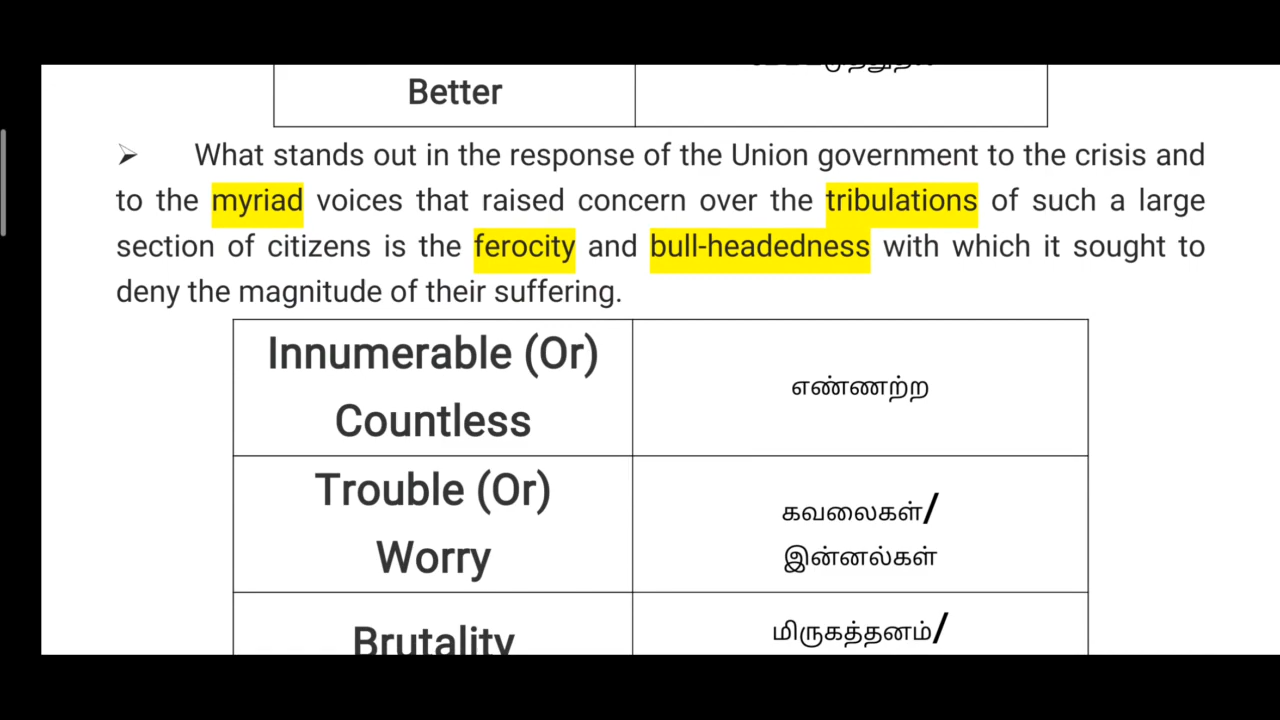 Better
➢ What stands out in the response of the Union government to the crisis and
to the myriad voices that raised concern over the tribulations of such a large
section of citizens is the ferocity and bull-headedness with which it sought to
deny the magnitude of their suffering.
Innumerable (Or)
Countless
எண்ணற்ற
Trouble (Or)
Worry
கவலைகள்/
இன்னல்கள்
Brutality
மிருகத்தனம்/